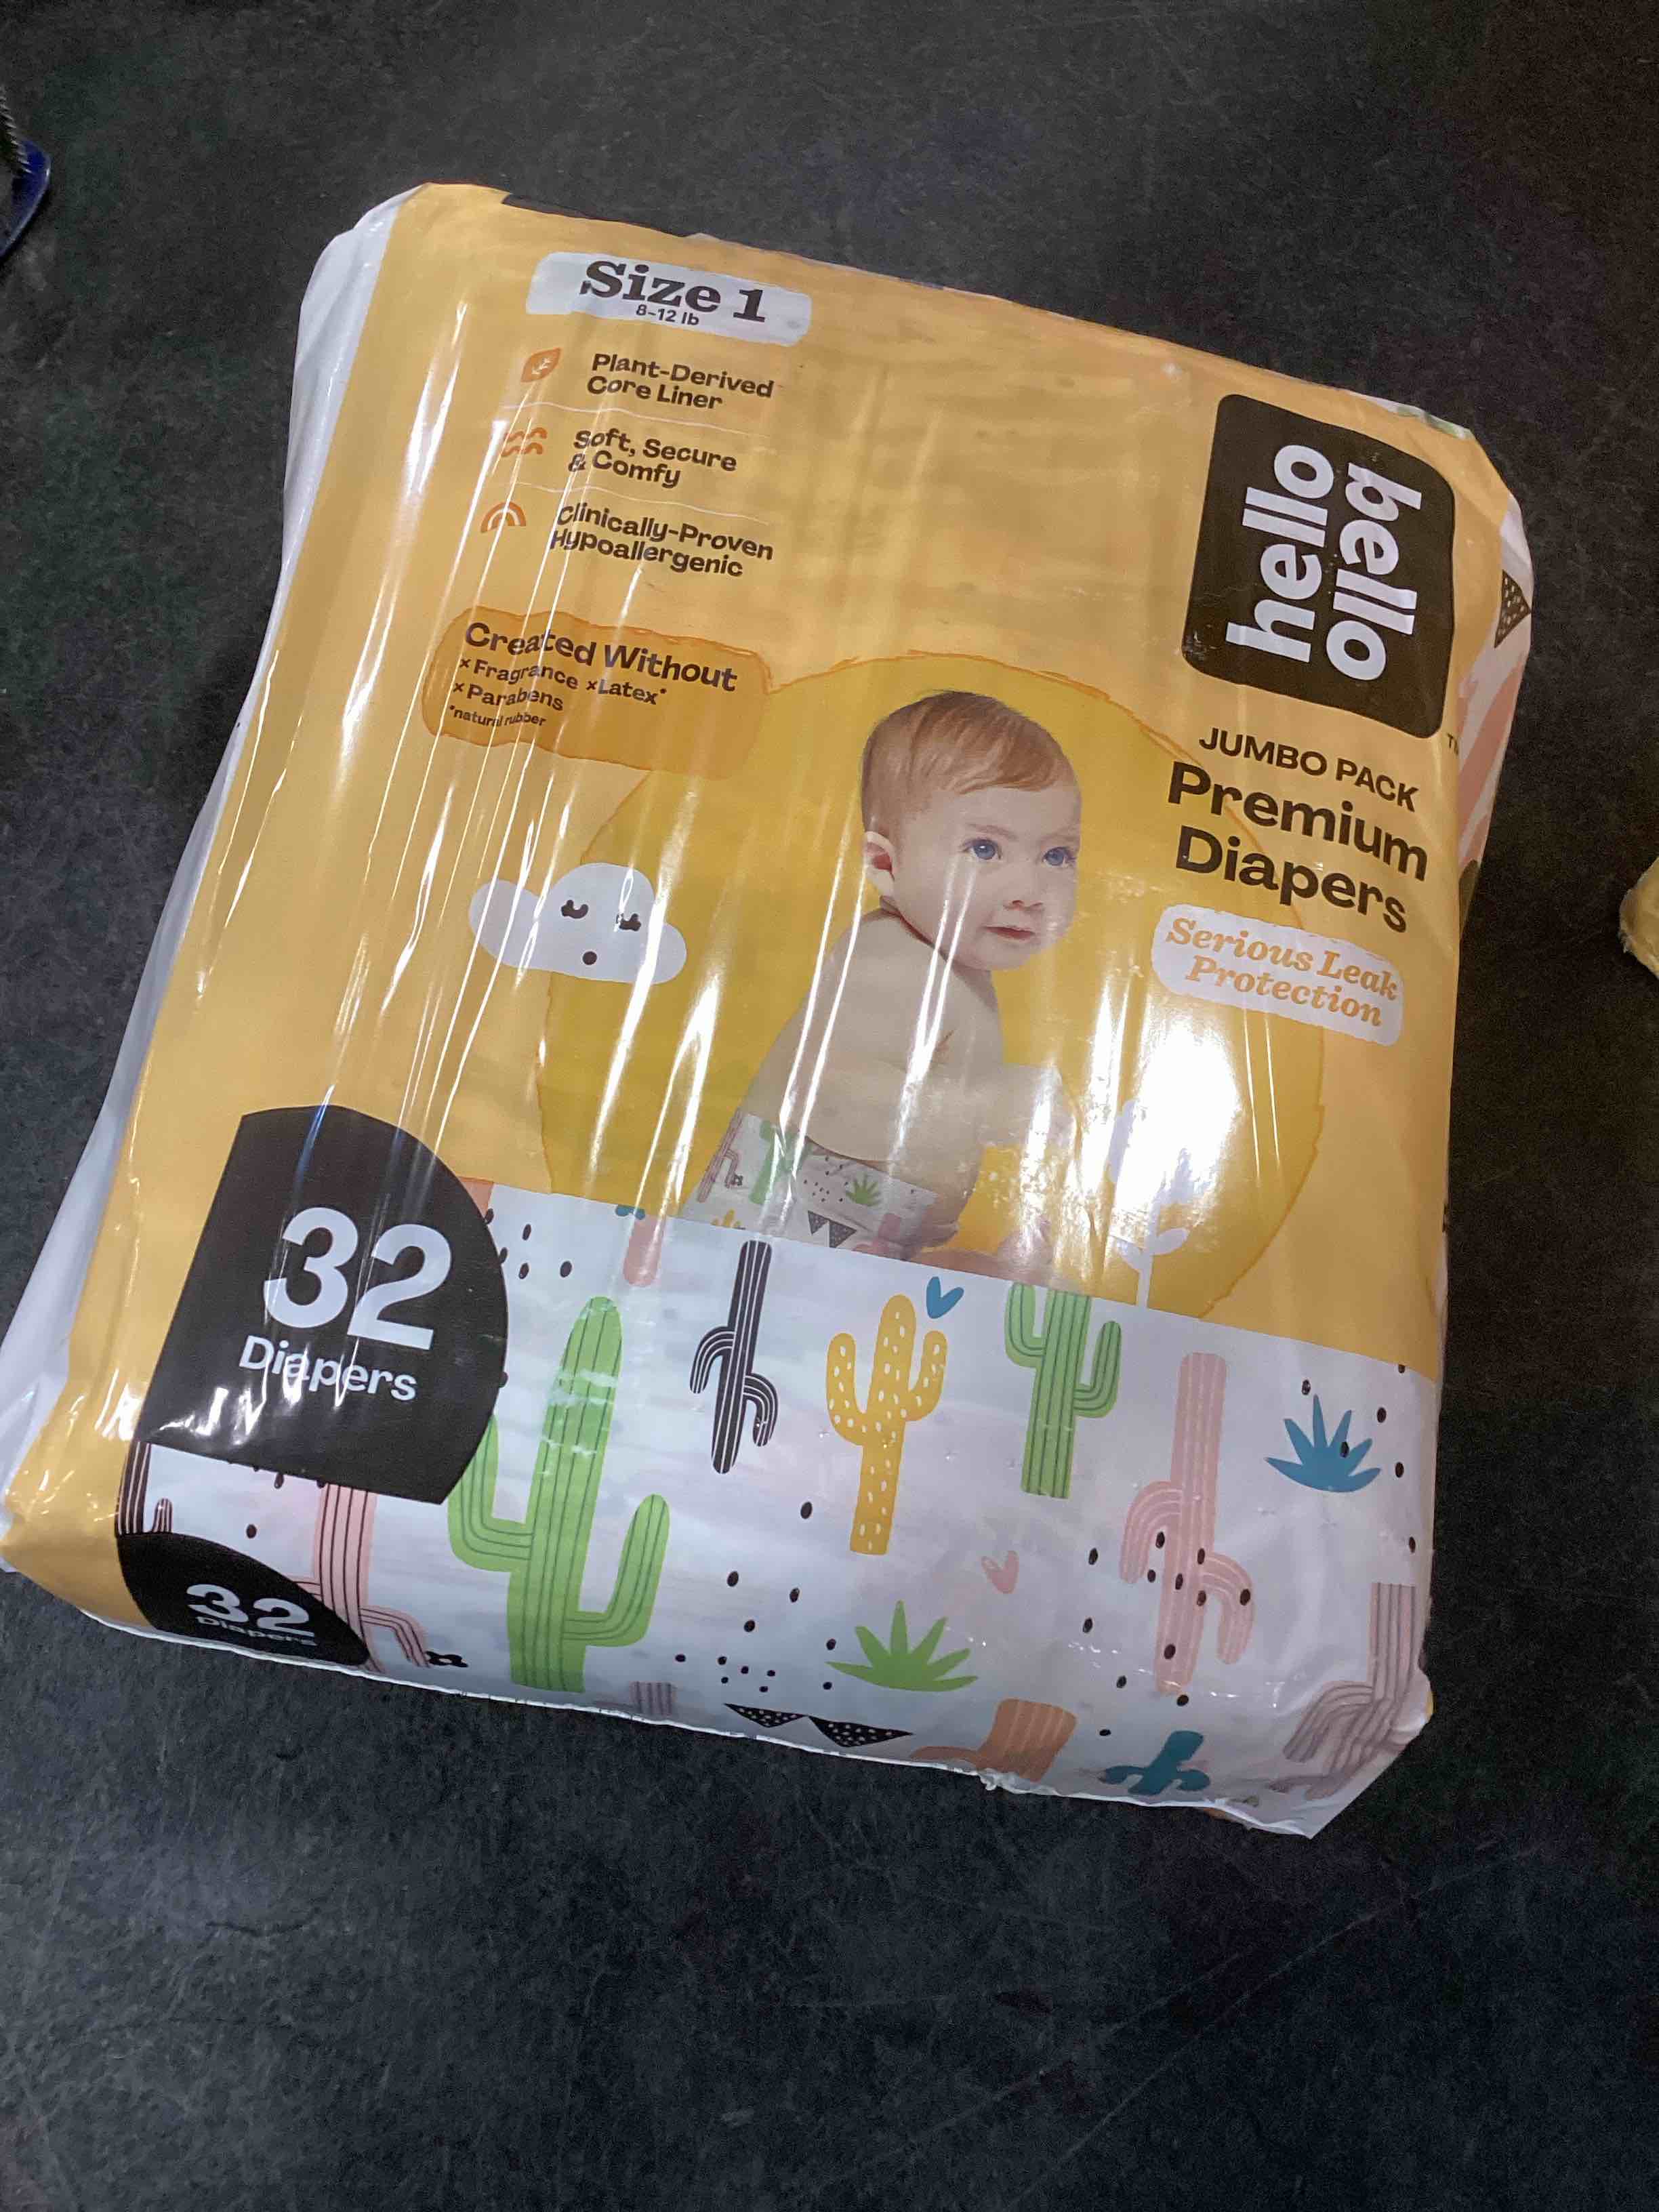 Size 1
8-12 lb
Plant-Derived
Core Liner
Soft, Secure
& Comfy
Clinically-Proven
Hypoallergenic
Created Without
×Fragrance ×Latex*
×Parabens
*natural rubber
hello
bello
TM
JUMBO PACK
Premium
Diapers
Serious Leak
Protection
32
Diapers
32
Diapers